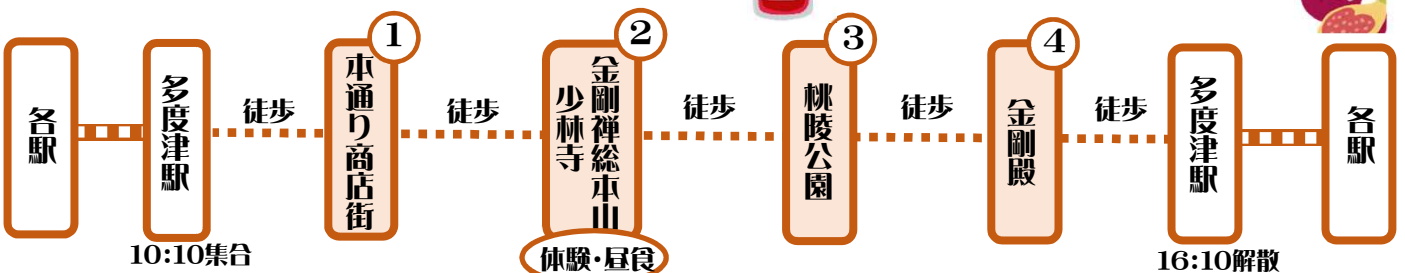 各駅
多度津駅
10:10集合
徒歩
1
本通り商店街
徒歩
2
金剛禅総本山
少林寺
体験・昼食
徒歩
3
桃陵公園
徒歩
4
金剛殿
徒歩
多度津駅
16:10解散
各駅